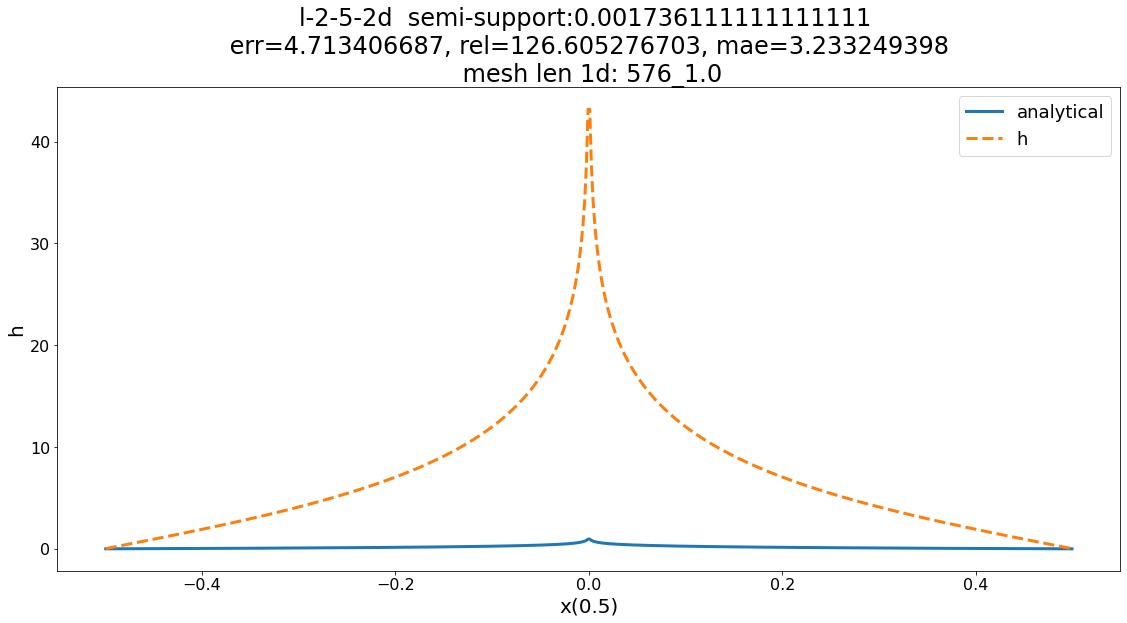 l-2-5-2d  semi-support:0.001736111111111111
err=4.713406687, rel=126.605276703, mae=3.233249398
mesh len 1d: 576_1.0
analytical
h
h
40
30
20
10
0
−0.4
−0.2
0.0
0.2
0.4
x(0.5)